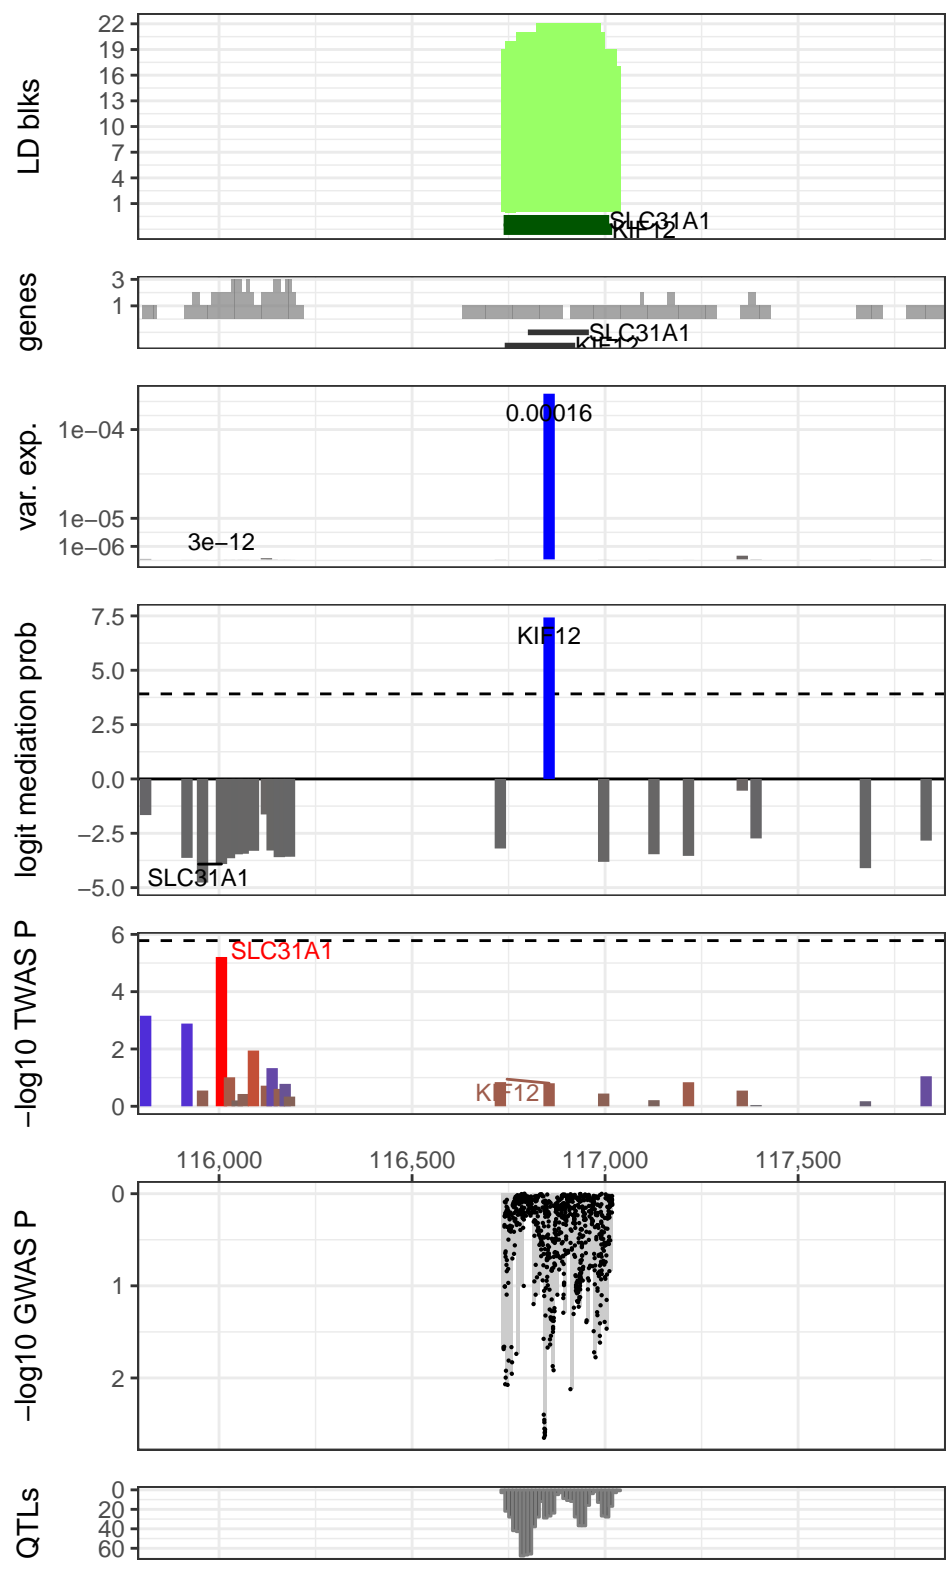 LD blks
22
19
16
13
10
7
4
1
SLC31A1
KIF12
genes
3
1
SLC31A1
KIF12
var. exp.
1e−04
1e−05
1e−06
0.00016
3e−12
logit mediation prob
7.5
5.0
2.5
0.0
−2.5
−5.0
KIF12
SLC31A1
−log10 TWAS P
6
4
2
0
SLC31A1
KIF12
116,000 116,500 117,000 117,500
−log10 GWAS P
0
1
2
QTLs
0
20
40
60